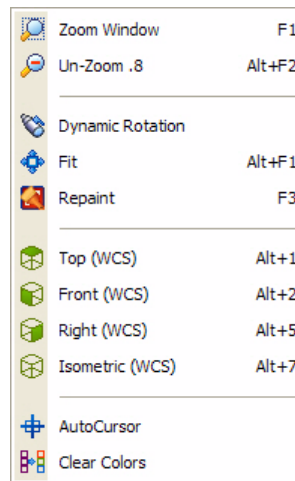 Zoom Window F1
Un-Zoom .8 Alt+F2
Dynamic Rotation
Fit Alt+F1
Repaint F3
Top (WCS) Alt+1
Front (WCS) Alt+2
Right (WCS) Alt+5
Isometric (WCS) Alt+7
AutoCursor
Clear Colors